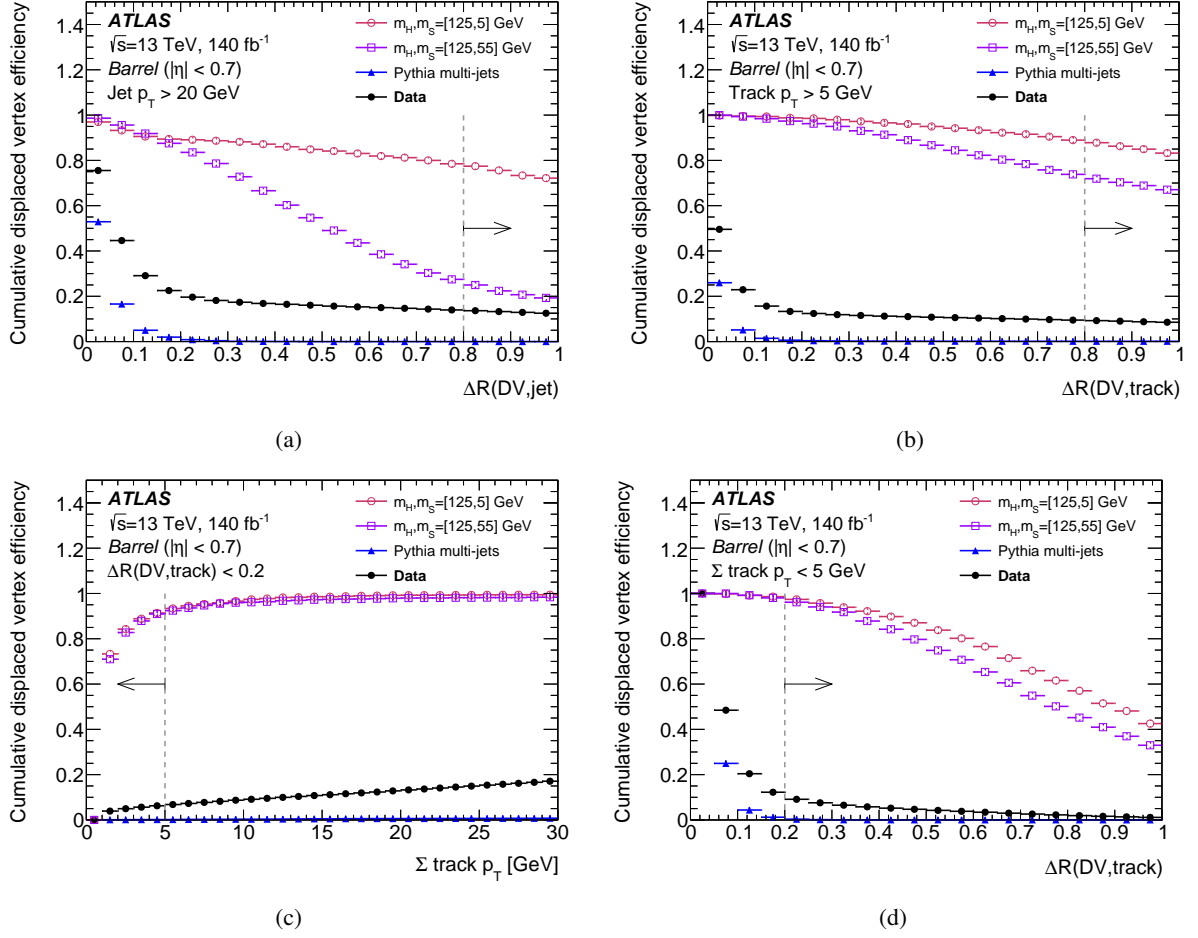 ATLAS
√s=13 TeV, 140 fb⁻¹
Barrel (|η| < 0.7)
Jet p_T > 20 GeV
m_H,m_S=[125,5] GeV
m_H,m_S=[125,55] GeV
Pythia multi-jets
Data
Cumulative displaced vertex efficiency
1.4
1.2
1
0.8
0.6
0.4
0.2
0
0 0.1 0.2 0.3 0.4 0.5 0.6 0.7 0.8 0.9 1
ΔR(DV,jet)
(a)
ATLAS
√s=13 TeV, 140 fb⁻¹
Barrel (|η| < 0.7)
Track p_T > 5 GeV
m_H,m_S=[125,5] GeV
m_H,m_S=[125,55] GeV
Pythia multi-jets
Data
Cumulative displaced vertex efficiency
1.4
1.2
1
0.8
0.6
0.4
0.2
0
0 0.1 0.2 0.3 0.4 0.5 0.6 0.7 0.8 0.9 1
ΔR(DV,track)
(b)
ATLAS
√s=13 TeV, 140 fb⁻¹
Barrel (|η| < 0.7)
ΔR(DV,track) < 0.2
m_H,m_S=[125,5] GeV
m_H,m_S=[125,55] GeV
Pythia multi-jets
Data
Cumulative displaced vertex efficiency
1.4
1.2
1
0.8
0.6
0.4
0.2
0
0 5 10 15 20 25 30
Σ track p_T [GeV]
(c)
ATLAS
√s=13 TeV, 140 fb⁻¹
Barrel (|η| < 0.7)
Σ track p_T < 5 GeV
m_H,m_S=[125,5] GeV
m_H,m_S=[125,55] GeV
Pythia multi-jets
Data
Cumulative displaced vertex efficiency
1.4
1.2
1
0.8
0.6
0.4
0.2
0
0 0.1 0.2 0.3 0.4 0.5 0.6 0.7 0.8 0.9 1
ΔR(DV,track)
(d)